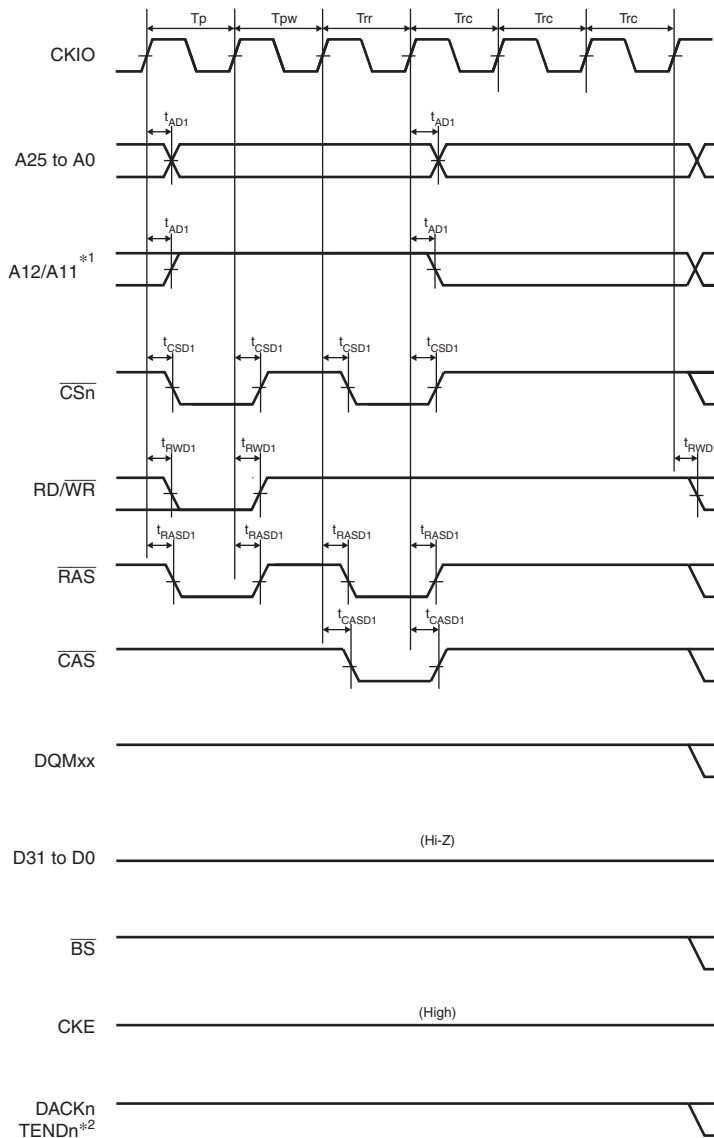 Tp Tpw Trr Trc Trc Trc
CKIO
tAD1 tAD1
A25 to A0
tAD1 tAD1
A12/A11*1
tCSD1 tCSD1 tCSD1 tCSD1
CSn
tRWD1 tRWD1 tRWD
RD/WR
tRASD1 tRASD1 tRASD1 tRASD1
RAS
tCASD1 tCASD1
CAS
DQMxx
(Hi-Z)
D31 to D0
BS
(High)
CKE
DACKn
TENDn*2